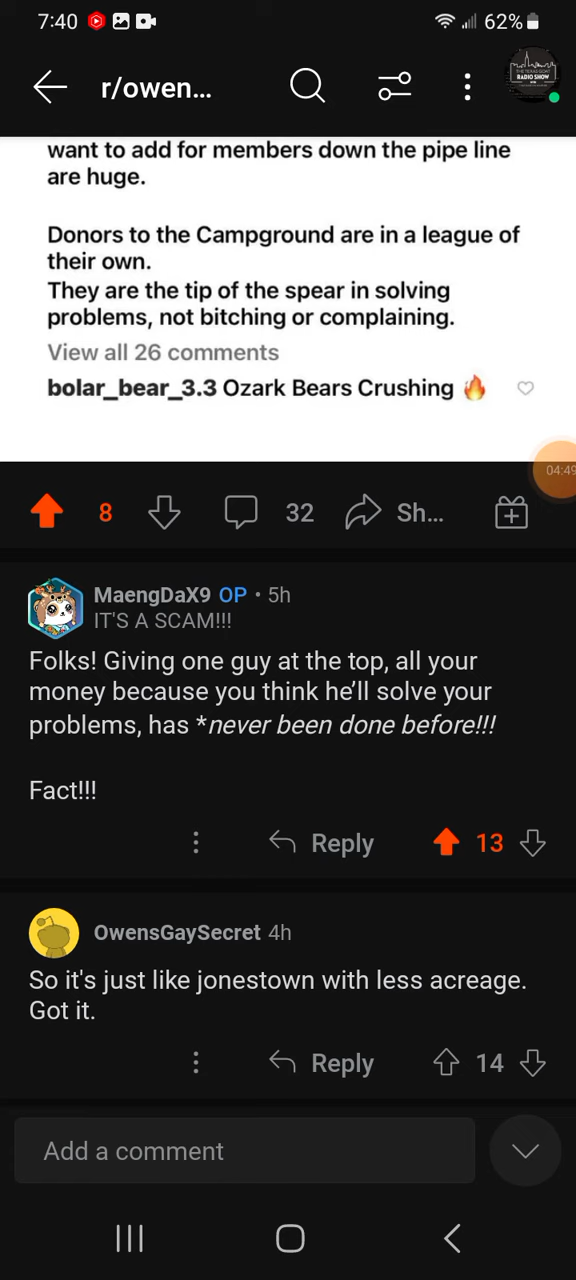 7:40
62%
r/owen...
THE TEXAS GOAT
RADIO SHOW
want to add for members down the pipe line
are huge.
Donors to the Campground are in a league of
their own.
They are the tip of the spear in solving
problems, not bitching or complaining.
View all 26 comments
bolar_bear_3.3 Ozark Bears Crushing 🔥
04:49
8
32
Sh...
MaengDaX9 OP • 5h
IT'S A SCAM!!!
Folks! Giving one guy at the top, all your
money because you think he’ll solve your
problems, has *never been done before!!!
Fact!!!
Reply
13
OwensGaySecret 4h
So it's just like jonestown with less acreage.
Got it.
Reply
14
Add a comment